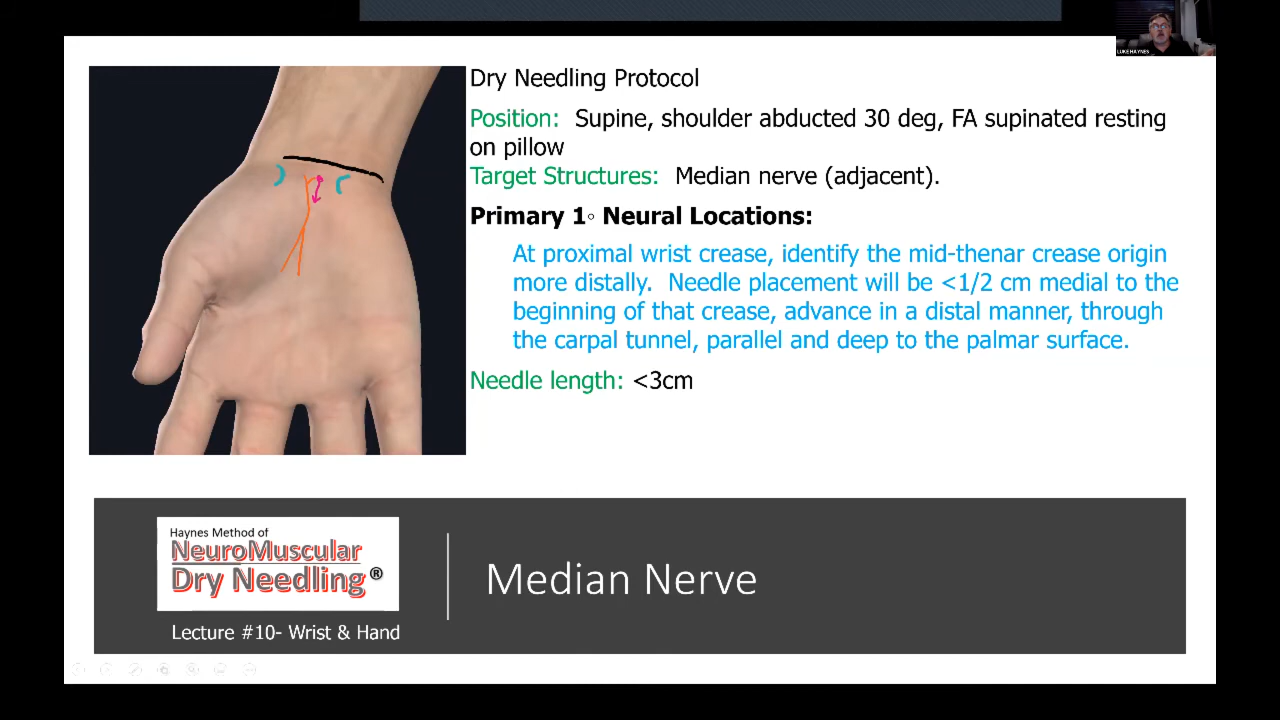 LUKE HAYNES
Dry Needling Protocol
Position: Supine, shoulder abducted 30 deg, FA supinated resting
on pillow
Target Structures: Median nerve (adjacent).
Primary 1◦ Neural Locations:
At proximal wrist crease, identify the mid-thenar crease origin
more distally. Needle placement will be <1/2 cm medial to the
beginning of that crease, advance in a distal manner, through
the carpal tunnel, parallel and deep to the palmar surface.
Needle length: <3cm
Haynes Method of
NeuroMuscular
Dry Needling®
Lecture #10- Wrist & Hand
Median Nerve